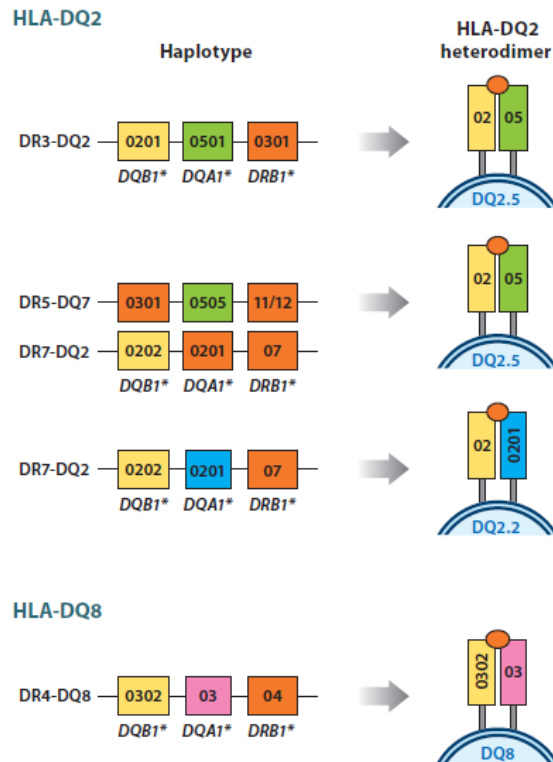 HLA-DQ2
Haplotype
HLA-DQ2
heterodimer
DR3-DQ2 0201 0501 0301
DQB1* DQA1* DRB1*
02 05
DQ2.5
DR5-DQ7 0301 0505 11/12
DR7-DQ2 0202 0201 07
DQB1* DQA1* DRB1*
02 05
DQ2.5
DR7-DQ2 0202 0201 07
DQB1* DQA1* DRB1*
02 0201
DQ2.2
HLA-DQ8
DR4-DQ8 0302 03 04
DQB1* DQA1* DRB1*
0302 03
DQ8